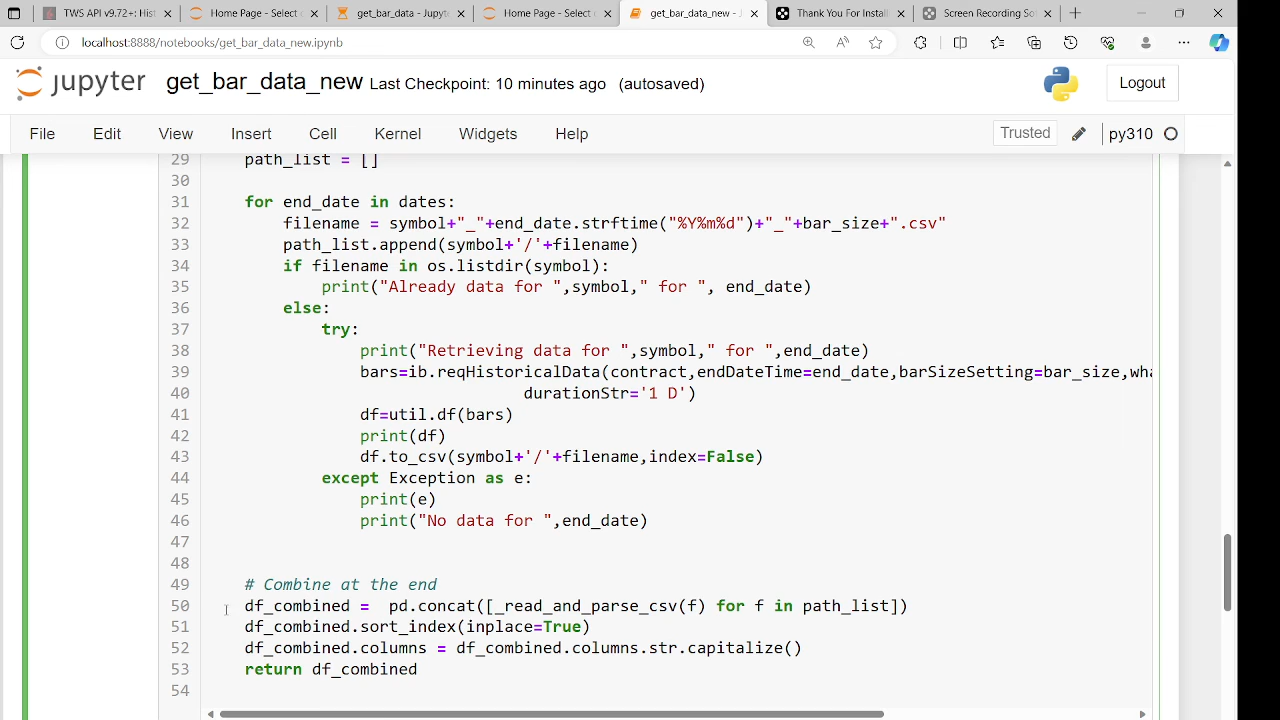 TWS API v9.72+: Hist
Home Page - Select
get_bar_data - Jupyt
Home Page - Select
get_bar_data_new - J
Thank You For Install
Screen Recording So
localhost:8888/notebooks/get_bar_data_new.ipynb
jupyter get_bar_data_new Last Checkpoint: 10 minutes ago (autosaved) Logout
File Edit View Insert Cell Kernel Widgets Help Trusted py310
29 path_list = []
30
31 for end_date in dates:
32 filename = symbol+"_"+end_date.strftime("%Y%m%d")+"_"+bar_size+".csv"
33 path_list.append(symbol+'/'+filename)
34 if filename in os.listdir(symbol):
35 print("Already data for ",symbol," for ", end_date)
36 else:
37 try:
38 print("Retrieving data for ",symbol," for ",end_date)
39 bars=ib.reqHistoricalData(contract,endDateTime=end_date,barSizeSetting=bar_size,wha
40 durationStr='1 D')
41 df=util.df(bars)
42 print(df)
43 df.to_csv(symbol+'/'+filename,index=False)
44 except Exception as e:
45 print(e)
46 print("No data for ",end_date)
47
48
49 # Combine at the end
50 df_combined =  pd.concat([_read_and_parse_csv(f) for f in path_list])
51 df_combined.sort_index(inplace=True)
52 df_combined.columns = df_combined.columns.str.capitalize()
53 return df_combined
54